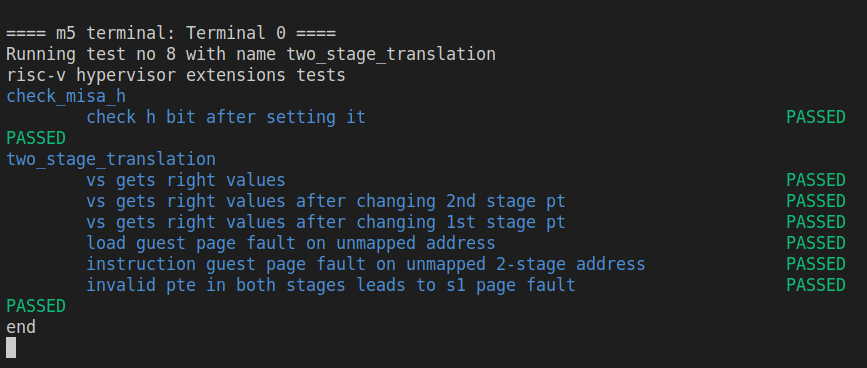 ==== m5 terminal: Terminal 0 ====
Running test no 8 with name two_stage_translation
risc-v hypervisor extensions tests
check_misa_h
        check h bit after setting it                                          PASSED
PASSED
two_stage_translation
        vs gets right values                                                  PASSED
        vs gets right values after changing 2nd stage pt                      PASSED
        vs gets right values after changing 1st stage pt                      PASSED
        load guest page fault on unmapped address                             PASSED
        instruction guest page fault on unmapped 2-stage address              PASSED
        invalid pte in both stages leads to s1 page fault                     PASSED
PASSED
end